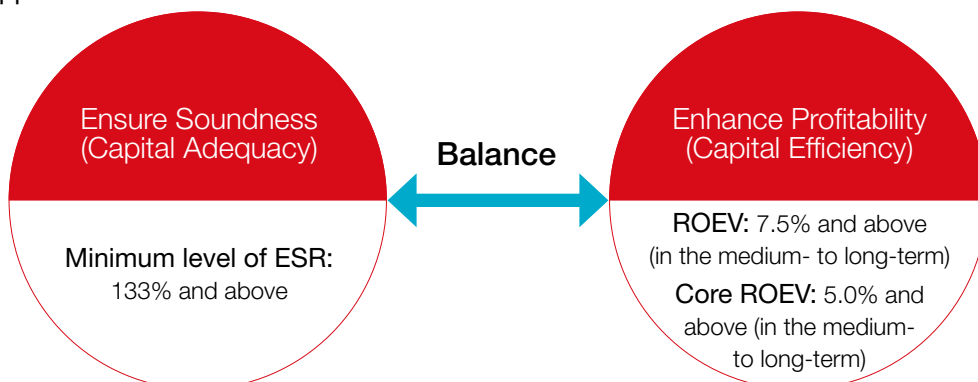 Ensure Soundness
(Capital Adequacy)
Minimum level of ESR:
133% and above
Balance
Enhance Profitability
(Capital Efficiency)
ROEV: 7.5% and above
(in the medium- to long-term)
Core ROEV: 5.0% and
above (in the medium-
to long-term)